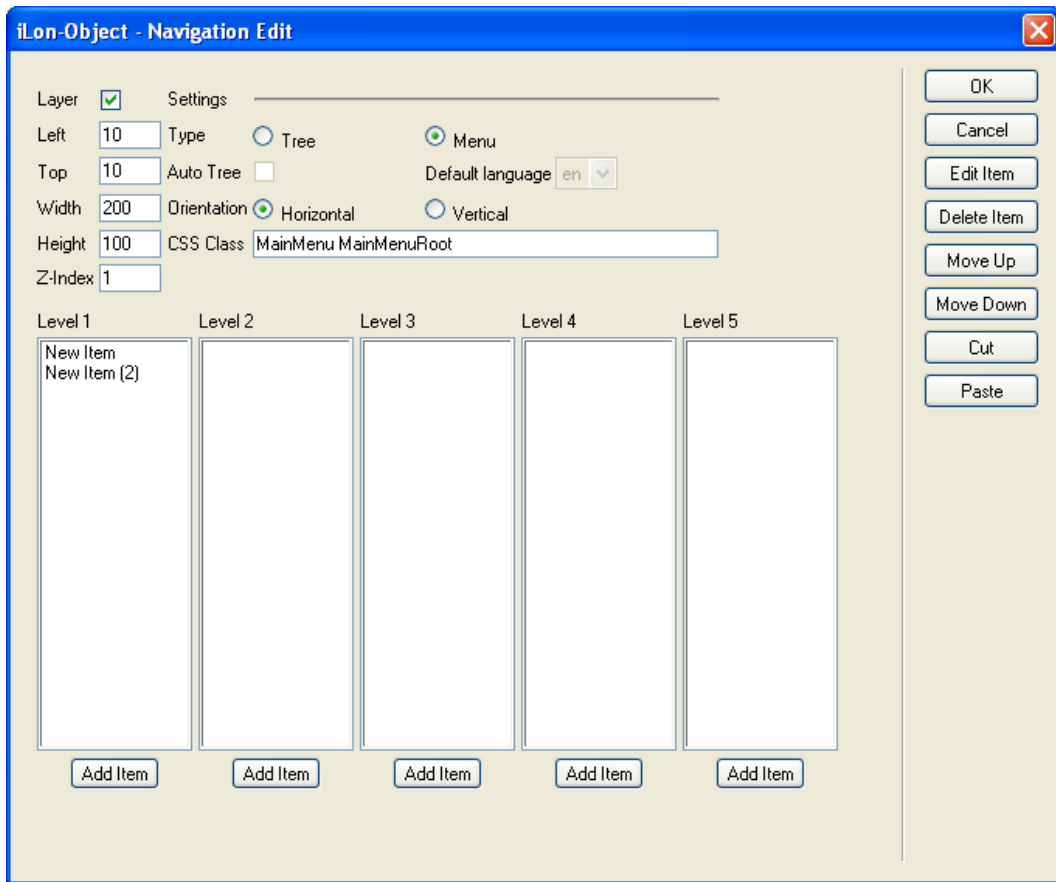 iLon-Object - Navigation Edit
Layer Settings
Left 10 Type Tree Menu
Top 10 Auto Tree Default language en
Width 200 Orientation Horizontal Vertical
Height 100 CSS Class MainMenu MainMenuRoot
Z-Index 1
Level 1 Level 2 Level 3 Level 4 Level 5
New Item
New Item (2)
Add Item Add Item Add Item Add Item Add Item
OK
Cancel
Edit Item
Delete Item
Move Up
Move Down
Cut
Paste